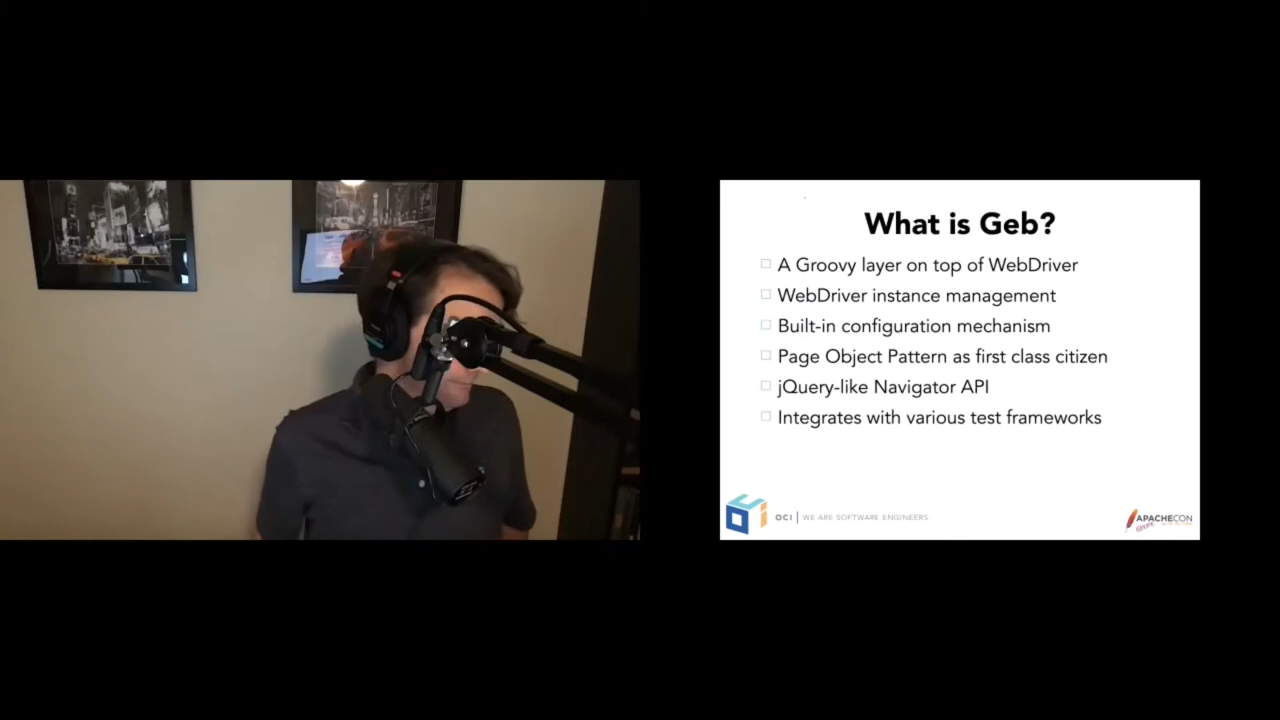 What is Geb?
A Groovy layer on top of WebDriver
WebDriver instance management
Built-in configuration mechanism
Page Object Pattern as first class citizen
jQuery-like Navigator API
Integrates with various test frameworks
OCI | WE ARE SOFTWARE ENGINEERS
APACHECON
@Home